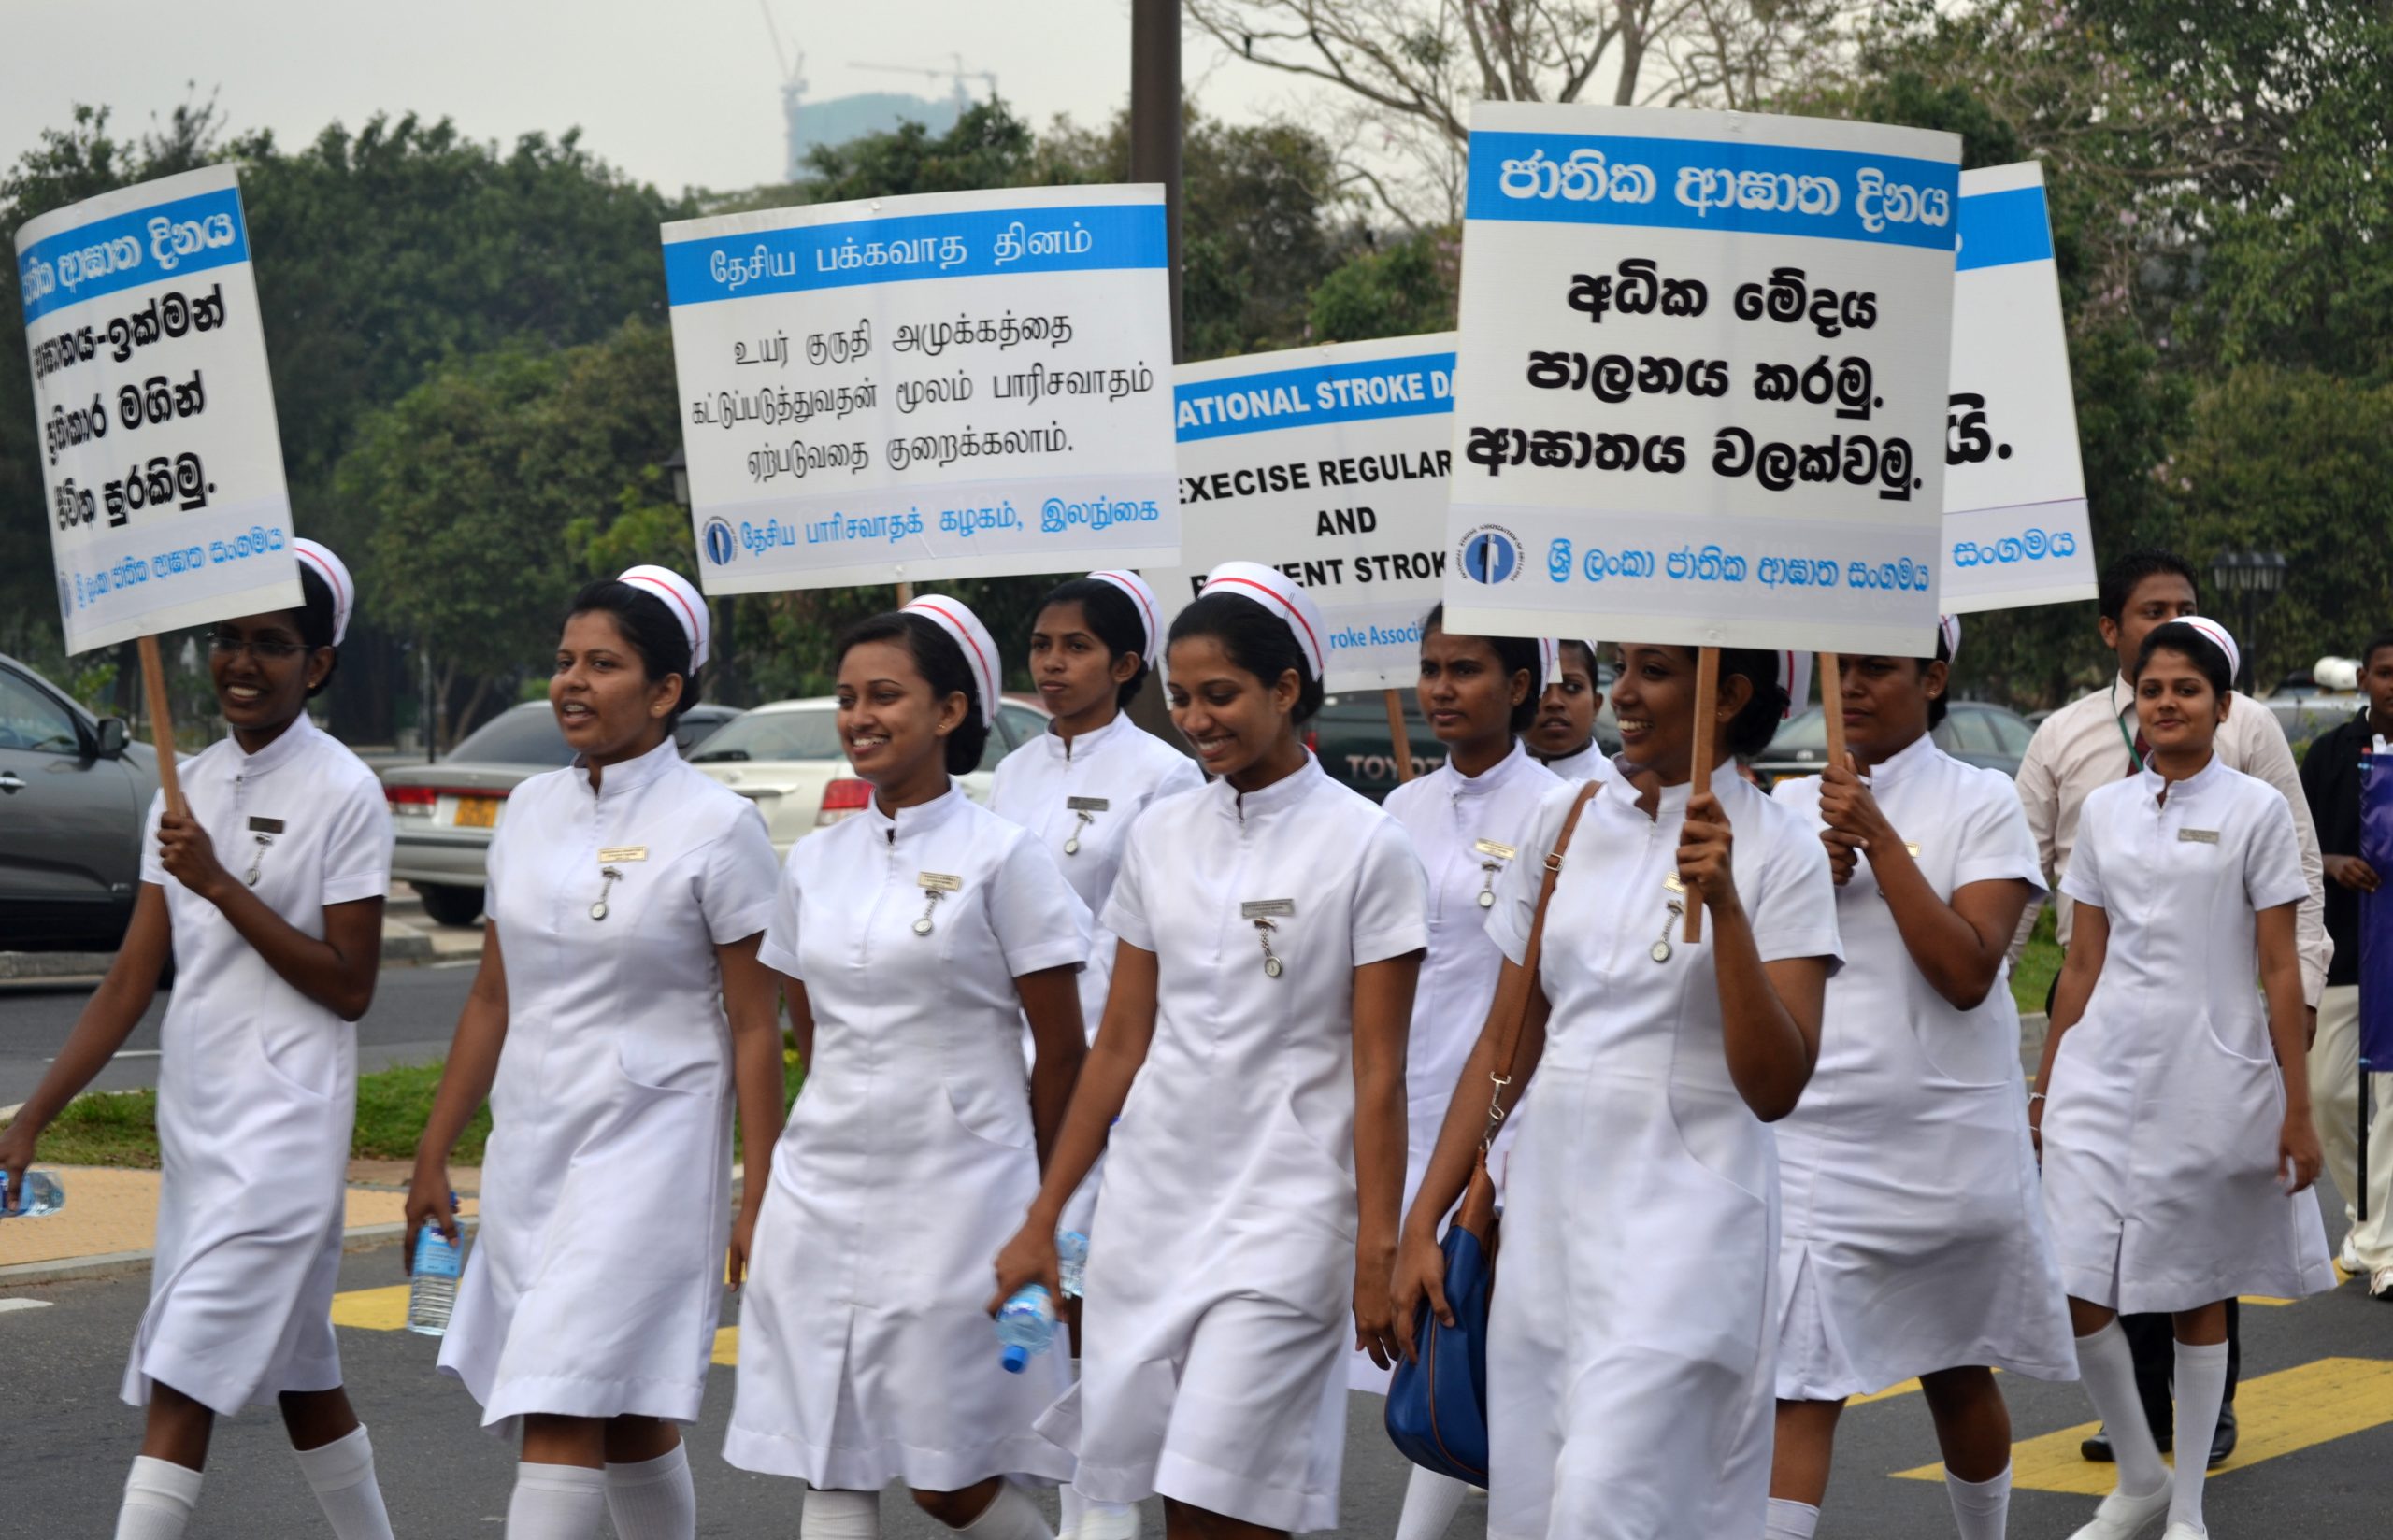 ආඝාත දිනය
ආඝාතය-ඉක්මන්
ප්‍රතිකාර මගින්
ජීවිත සුරකිමු.
ශ්‍රී ලංකා ජාතික ආඝාත සංගමය
தேசிய பக்கவாத தினம்
உயர் குருதி அமுக்கத்தை
கட்டுப்படுத்துவதன் மூலம் பாரிசவாதம்
ஏற்படுவதை குறைக்கலாம்.
தேசிய பாரிசவாதக் கழகம், இலங்கை
ATIONAL STROKE DA
EXECISE REGULAR
AND
STROK
roke Associa
ජාතික ආඝාත දිනය
අධික මේදය
පාලනය කරමු.
ආඝාතය වලක්වමු.
ශ්‍රී ලංකා ජාතික ආඝාත සංගමය
යි.
සංගමය
TOYOT